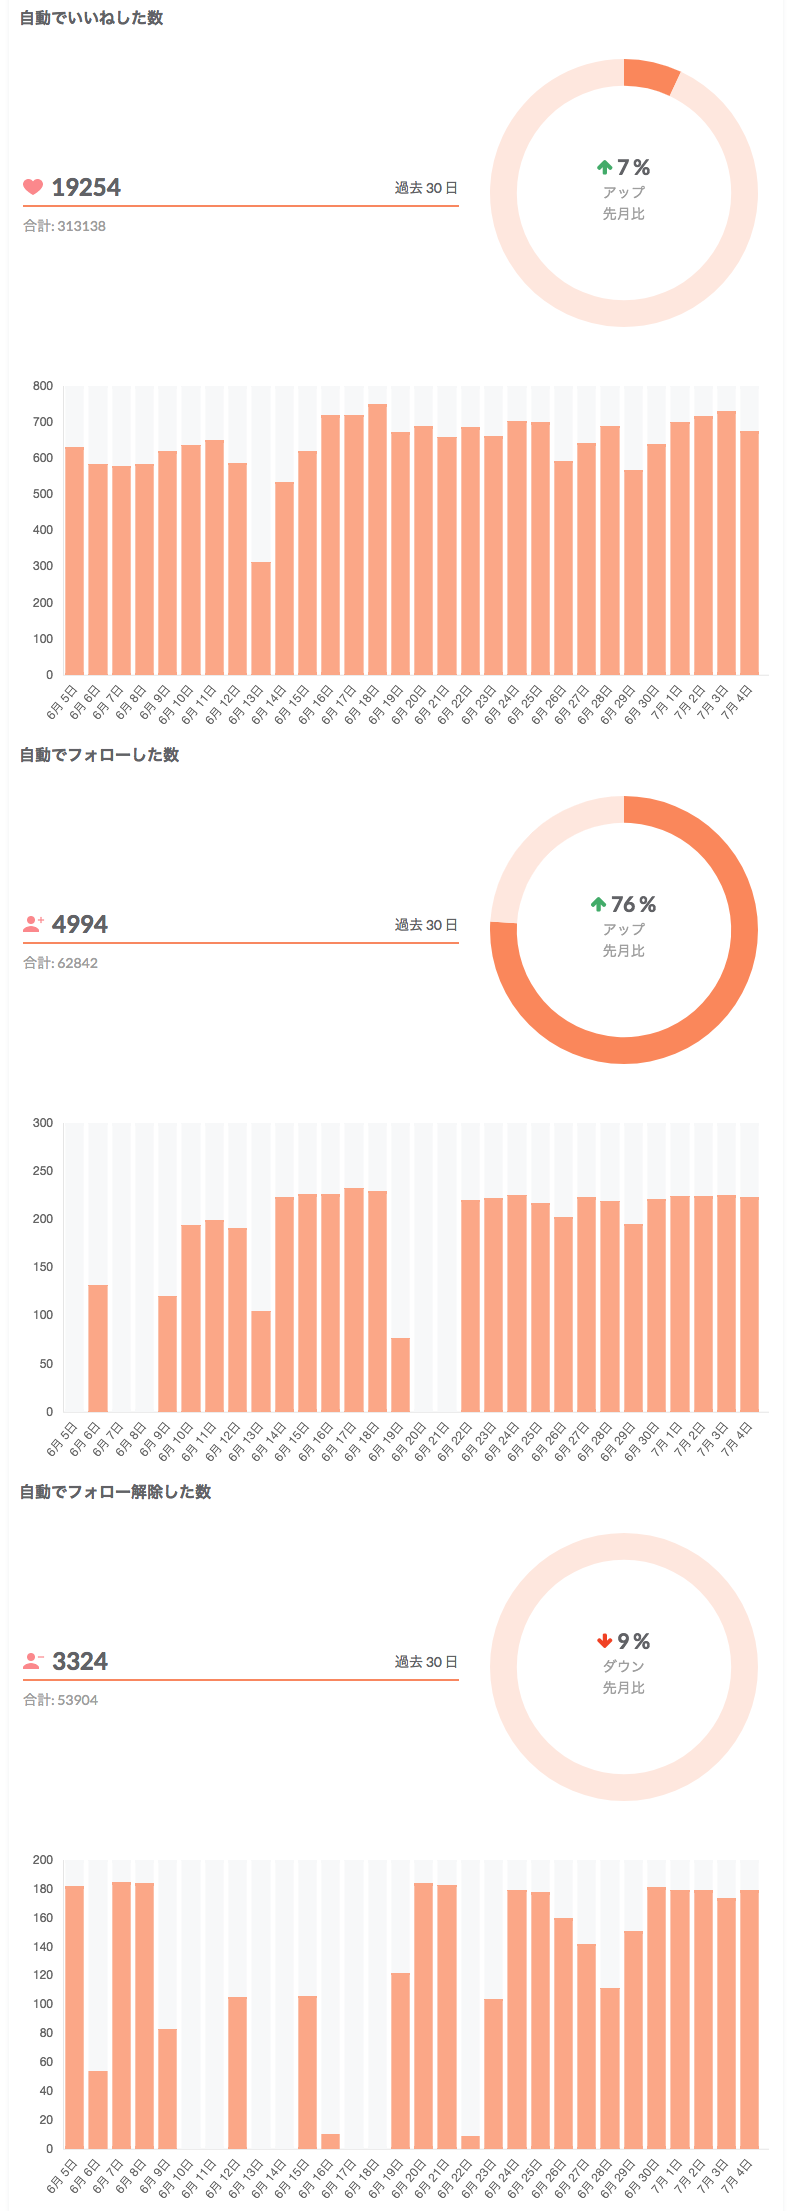 自動でいいねした数
19254
過去 30 日
合計: 313138
7 %
アップ
先月比
800
700
600
500
400
300
200
100
0
6月 5日
6月 6日
6月 7日
6月 8日
6月 9日
6月 10日
6月 11日
6月 12日
6月 13日
6月 14日
6月 15日
6月 16日
6月 17日
6月 18日
6月 19日
6月 20日
6月 21日
6月 22日
6月 23日
6月 24日
6月 25日
6月 26日
6月 27日
6月 28日
6月 29日
6月 30日
7月 1日
7月 2日
7月 3日
7月 4日
自動でフォローした数
4994
過去 30 日
合計: 62842
76 %
アップ
先月比
300
250
200
150
100
50
0
6月 5日
6月 6日
6月 7日
6月 8日
6月 9日
6月 10日
6月 11日
6月 12日
6月 13日
6月 14日
6月 15日
6月 16日
6月 17日
6月 18日
6月 19日
6月 20日
6月 21日
6月 22日
6月 23日
6月 24日
6月 25日
6月 26日
6月 27日
6月 28日
6月 29日
6月 30日
7月 1日
7月 2日
7月 3日
7月 4日
自動でフォロー解除した数
3324
過去 30 日
合計: 53904
9 %
ダウン
先月比
200
180
160
140
120
100
80
60
40
20
0
6月 5日
6月 6日
6月 7日
6月 8日
6月 9日
6月 10日
6月 11日
6月 12日
6月 13日
6月 14日
6月 15日
6月 16日
6月 17日
6月 18日
6月 19日
6月 20日
6月 21日
6月 22日
6月 23日
6月 24日
6月 25日
6月 26日
6月 27日
6月 28日
6月 29日
6月 30日
7月 1日
7月 2日
7月 3日
7月 4日